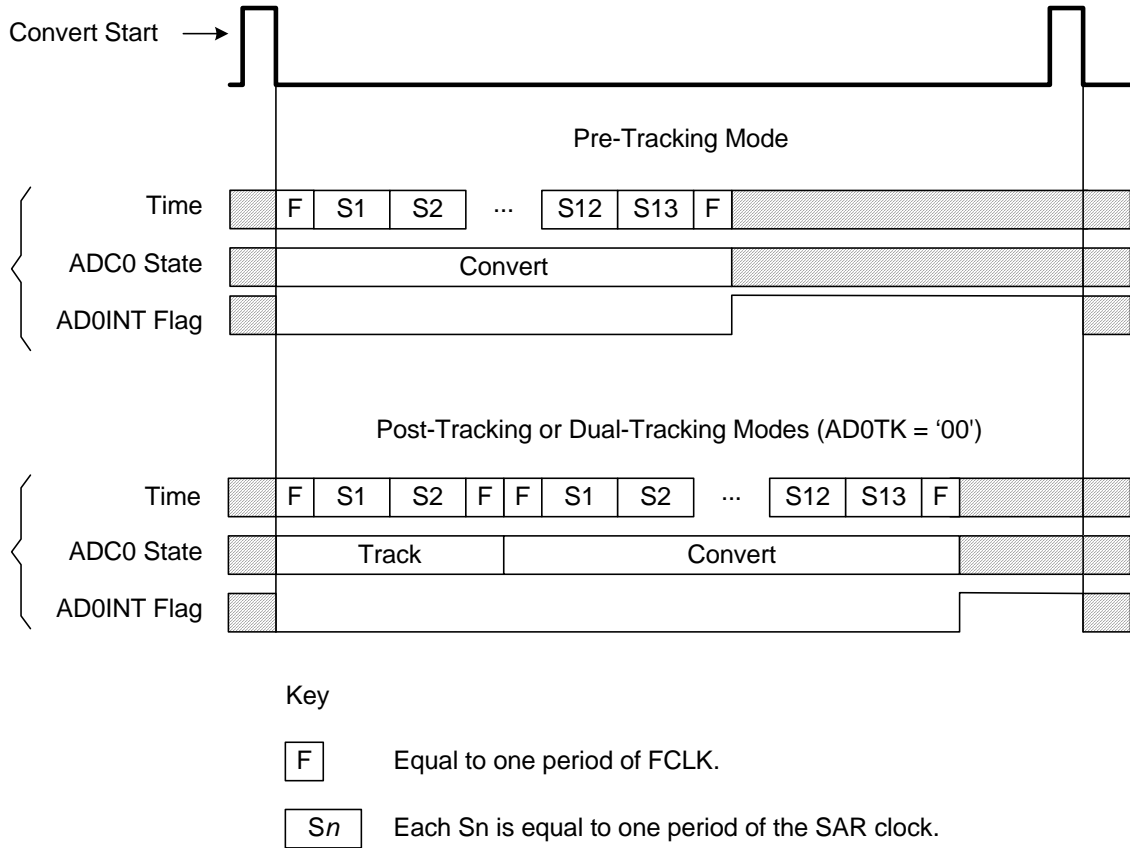 Convert Start
Pre-Tracking Mode
Time F S1 S2 ... S12 S13 F
ADC0 State Convert
AD0INT Flag
Post-Tracking or Dual-Tracking Modes (AD0TK = ‘00')
Time F S1 S2 F F S1 S2 ... S12 S13 F
ADC0 State Track Convert
AD0INT Flag
Key
F Equal to one period of FCLK.
Sn Each Sn is equal to one period of the SAR clock.